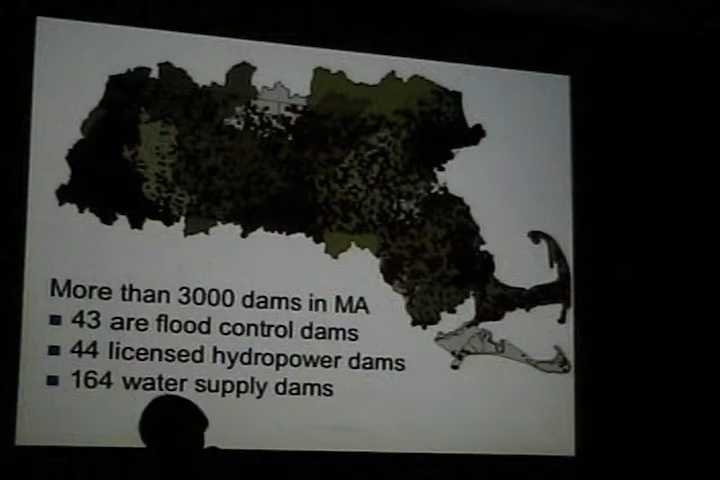 More than 3000 dams in MA
43 are flood control dams
44 licensed hydropower dams
164 water supply dams